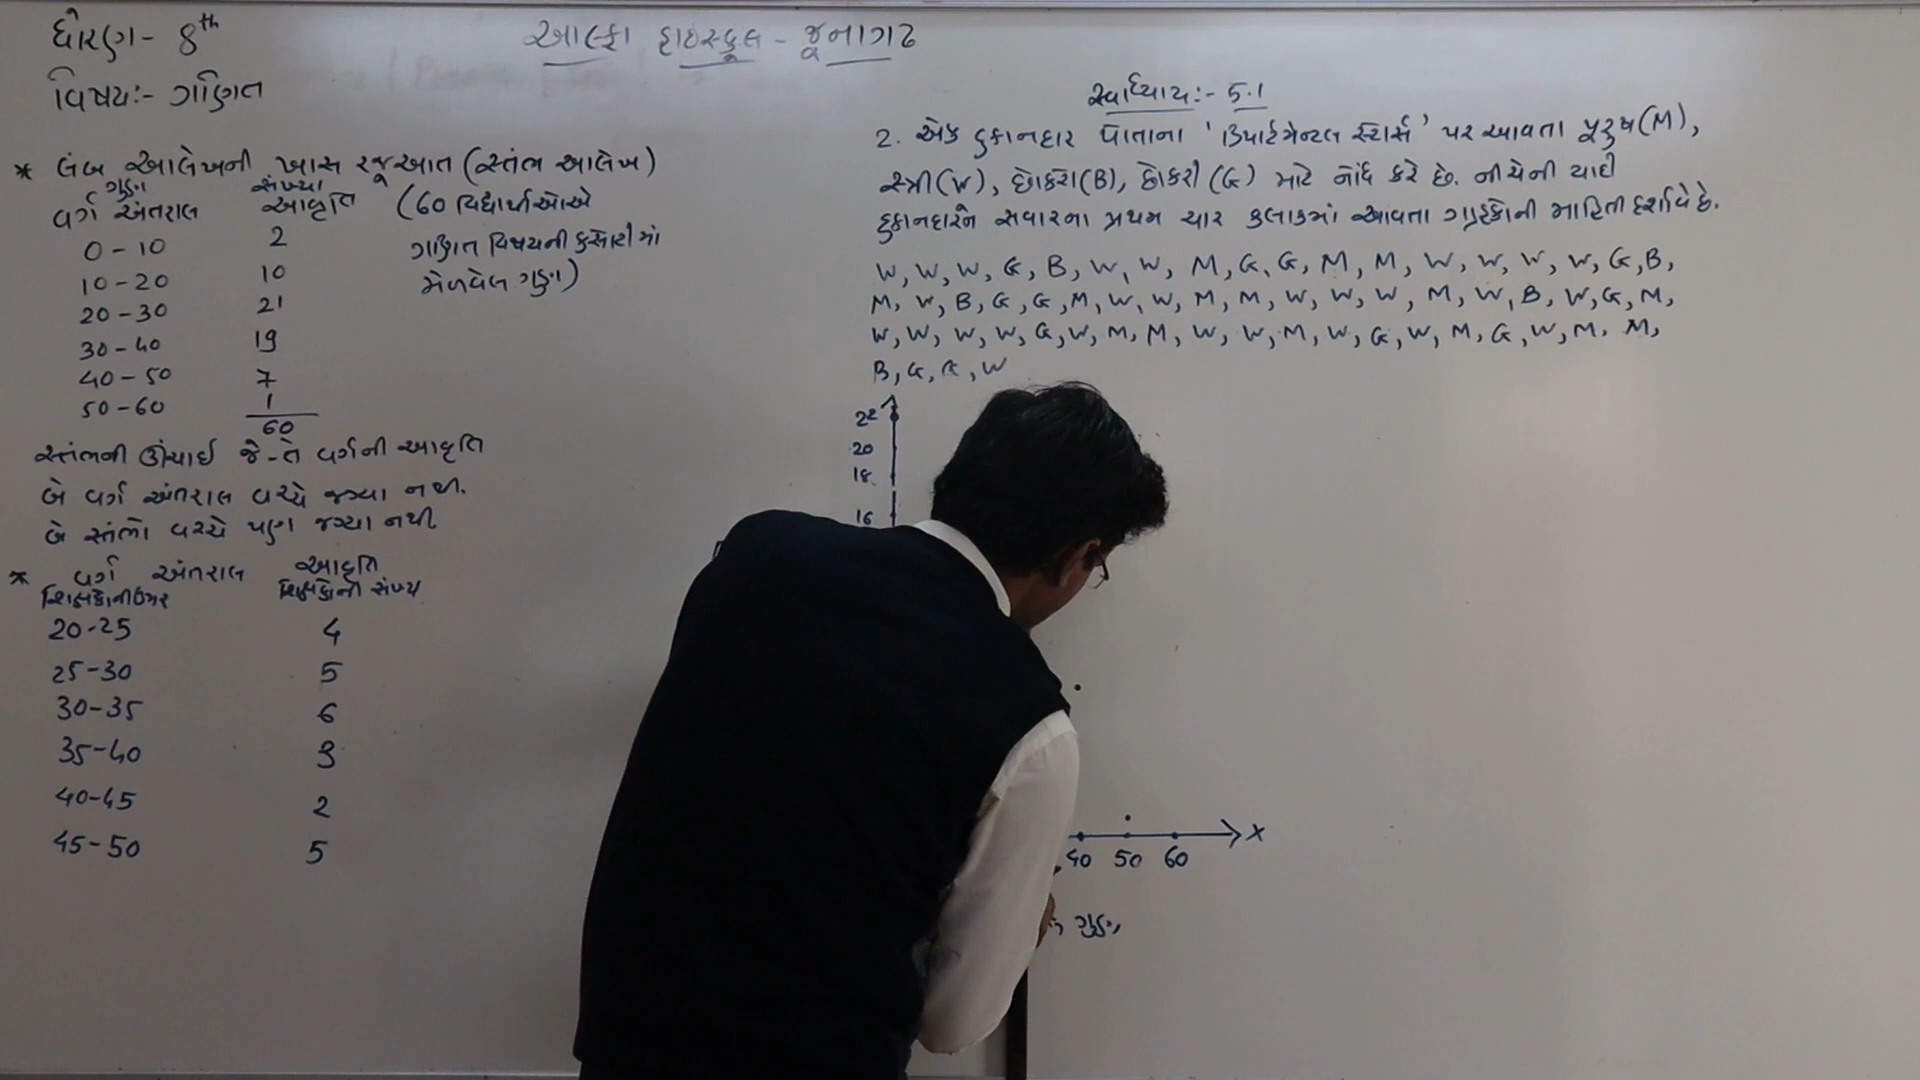 ધોરણ- 8th
વિષય:- ગણિત
આલ્ફા હાઇસ્કૂલ - જૂનાગઢ
* લંબ આલેખની ખાસ રજૂઆત (સ્તંભ આલેખ)
ગુણ સંખ્યા
વર્ગ અંતરાલ આવૃતિ (60 વિદ્યાર્થીઓએ
ગણિત વિષયની કસોટીમાં
મેળવેલ ગુણ)
0-10 2
10-20 10
20-30 21
30-40 19
40-50 7
50-60 1
60
સ્તંભની ઊંચાઈ જે-તે વર્ગની આવૃતિ
બે વર્ગ અંતરાલ વચ્ચે જગ્યા નથી.
બે સ્તંભો વચ્ચે પણ જગ્યા નથી
* વર્ગ અંતરાલ આવૃતિ
શિક્ષકોની ઉંમર શિક્ષકોની સંખ્યા
20-25 4
25-30 5
30-35 6
35-40 3
40-45 2
45-50 5
સ્વાધ્યાય:- 5.1
2. એક દુકાનદાર પોતાના 'ડિપાર્ટમેન્ટલ સ્ટોર્સ' પર આવતા પુરુષ(M),
સ્ત્રી(W), છોકરો(B), છોકરી(G) માટે નોંધ કરે છે. નીચેની યાદી
દુકાનદારને સવારના પ્રથમ ચાર કલાકમાં આવતા ગ્રાહકોની માહિતી દર્શાવે છે.
W, W, W, G, B, W, W, M, G, G, M, M, W, W, W, W, G, B,
M, W, B, G, G, M, W, W, M, M, W, W, W, M, W, B, W, G, M,
W, W, W, W, G, W, M, M, W, W, M, W, G, W, M, G, W, M, M,
B, G, G, W
22
20
18
16
X
40 50 60
ગુણ